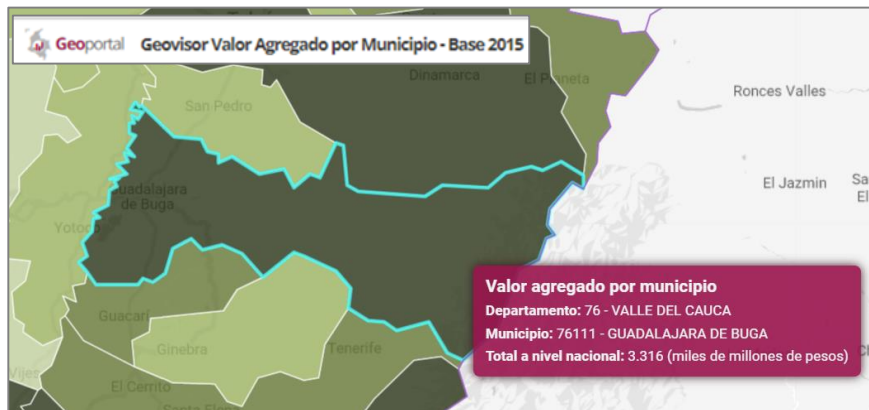 Geoportal Geovisor Valor Agregado por Municipio - Base 2015
Dinamarca
El Planeta
San Pedro
Ronces Valles
El Jazmin
Guadalajara
de Buga
Yotoco
Valor agregado por municipio
Departamento: 76 - VALLE DEL CAUCA
Municipio: 76111 - GUADALAJARA DE BUGA
Total a nivel nacional: 3.316 (miles de millones de pesos)
Guacarí
Ginebra
Tenerife
Vijes
El Cerrito